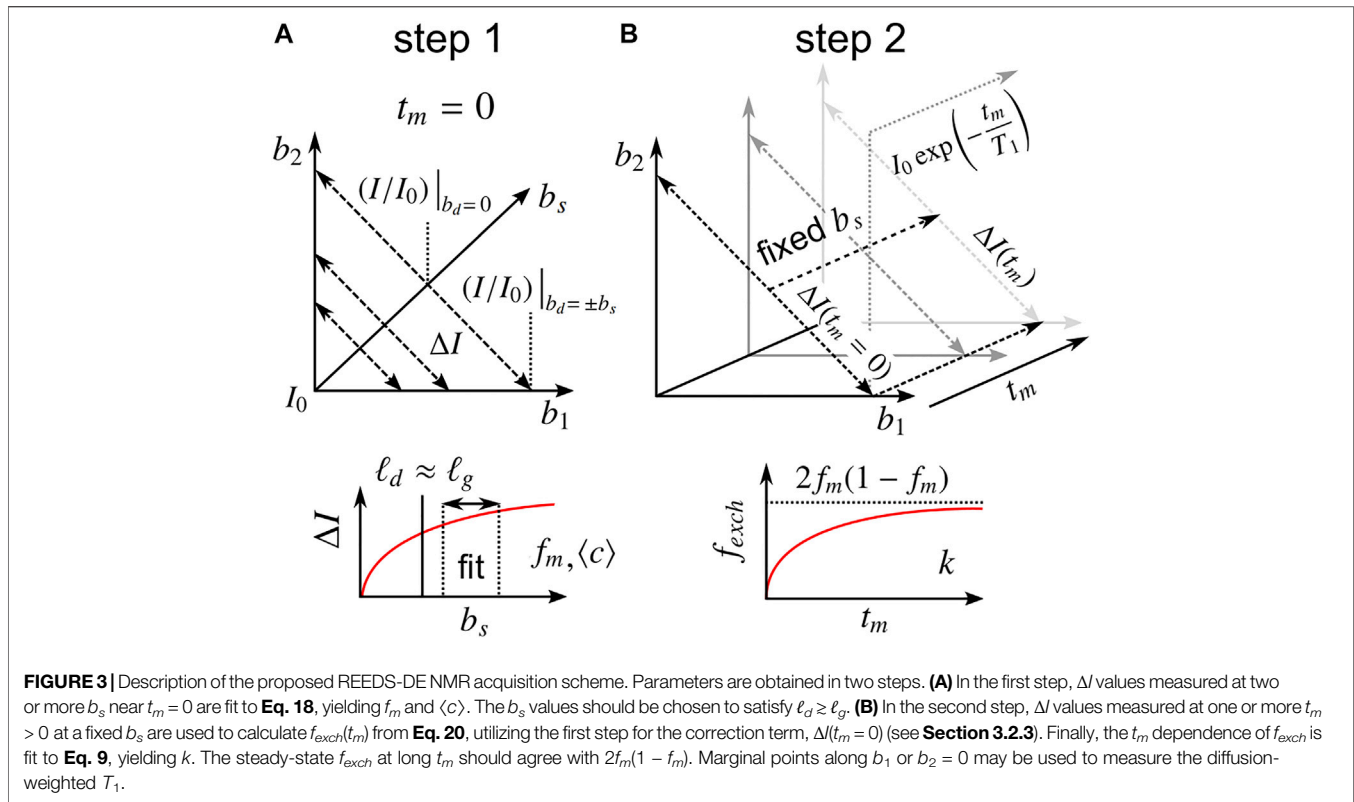 A step 1
t_m = 0
b_2
(I/I_0)|_{b_d=0}
b_s
(I/I_0)|_{b_d=±b_s}
ΔI
I_0
b_1
ℓ_d ≈ ℓ_g
ΔI
fit
f_m, ⟨c⟩
b_s
B step 2
I_0 exp(-t_m/T_1)
b_2
fixed b_s
ΔI(t_m)
ΔI(t_m = 0)
b_1
t_m
2f_m(1 − f_m)
f_exch
k
t_m
FIGURE 3 | Description of the proposed REEDS-DE NMR acquisition scheme. Parameters are obtained in two steps. (A) In the first step, ΔI values measured at two
or more b_s near t_m = 0 are fit to Eq. 18, yielding f_m and ⟨c⟩. The b_s values should be chosen to satisfy ℓ_d ≳ ℓ_g. (B) In the second step, ΔI values measured at one or more t_m
> 0 at a fixed b_s are used to calculate f_exch(t_m) from Eq. 20, utilizing the first step for the correction term, ΔI(t_m = 0) (see Section 3.2.3). Finally, the t_m dependence of f_exch is
fit to Eq. 9, yielding k. The steady-state f_exch at long t_m should agree with 2f_m(1 − f_m). Marginal points along b_1 or b_2 = 0 may be used to measure the diffusion-
weighted T_1.